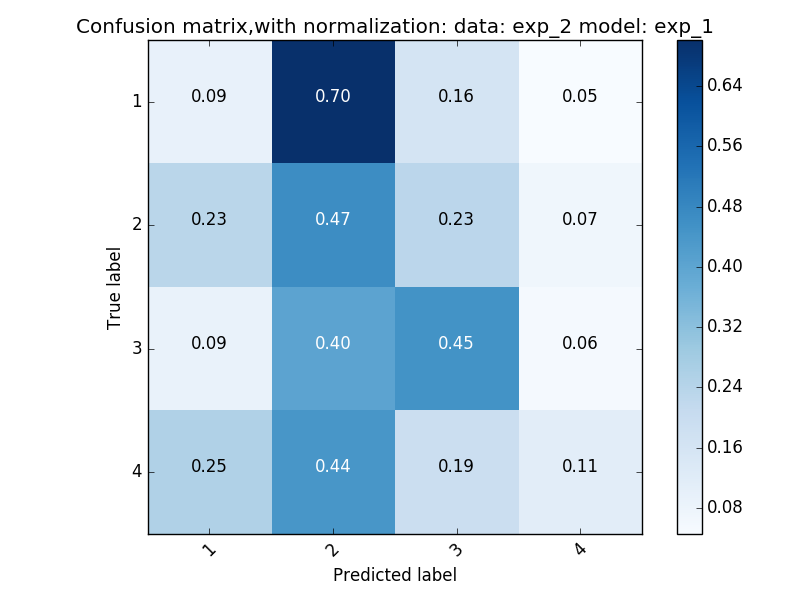 Confusion matrix,with normalization: data: exp_2 model: exp_1
True label
1 0.09 0.70 0.16 0.05
2 0.23 0.47 0.23 0.07
3 0.09 0.40 0.45 0.06
4 0.25 0.44 0.19 0.11
1 2 3 4
Predicted label
0.64
0.56
0.48
0.40
0.32
0.24
0.16
0.08